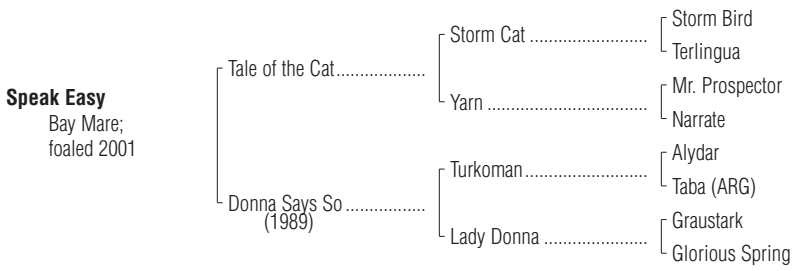 Storm Bird
Storm Cat ..........................
Terlingua
Tale of the Cat...................
Mr. Prospector
Yarn ...................................
Narrate
Speak Easy
Bay Mare;
foaled 2001
Alydar
Turkoman...........................
Taba (ARG)
Donna Says So .................
(1989)
Graustark
Lady Donna .......................
Glorious Spring